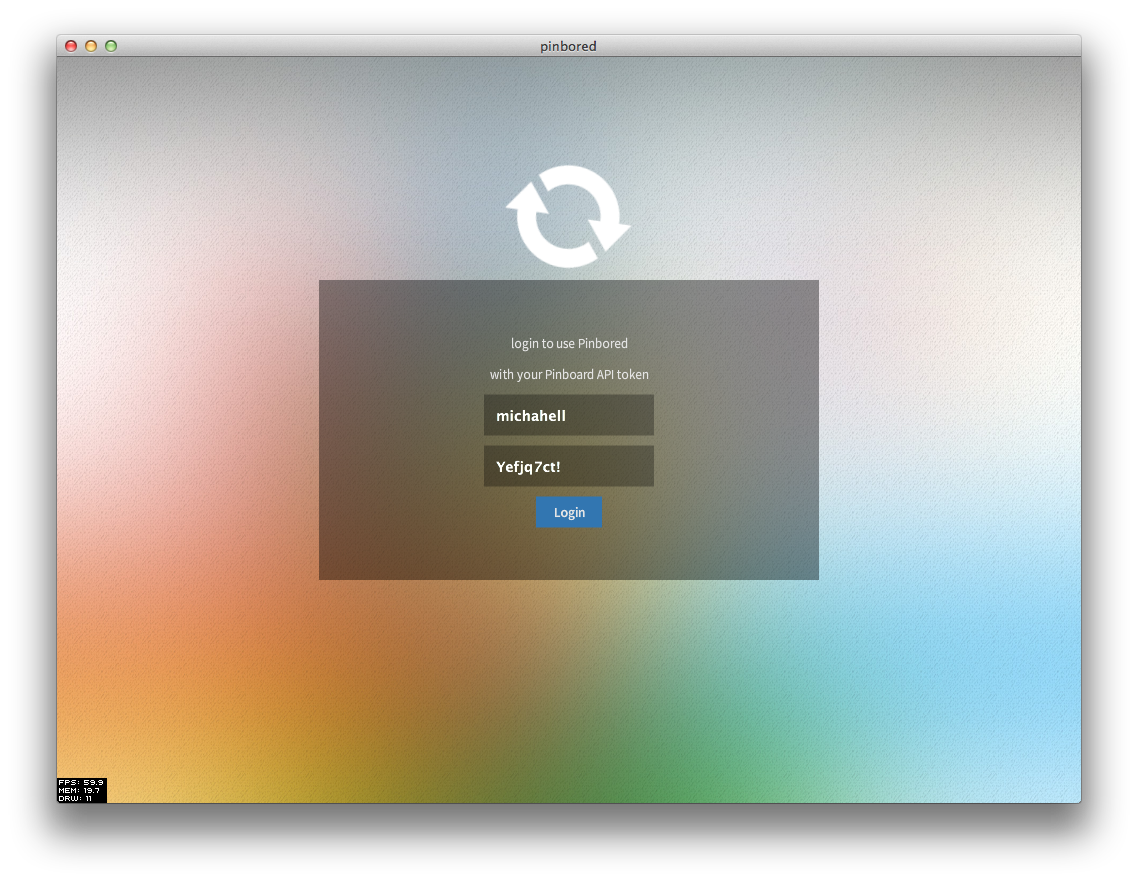 pinbored
login to use Pinbored
with your Pinboard API token
michahell
Yefjq7ct!
Login
FPS: 59.9
MEM: 19.7
DRW: 11